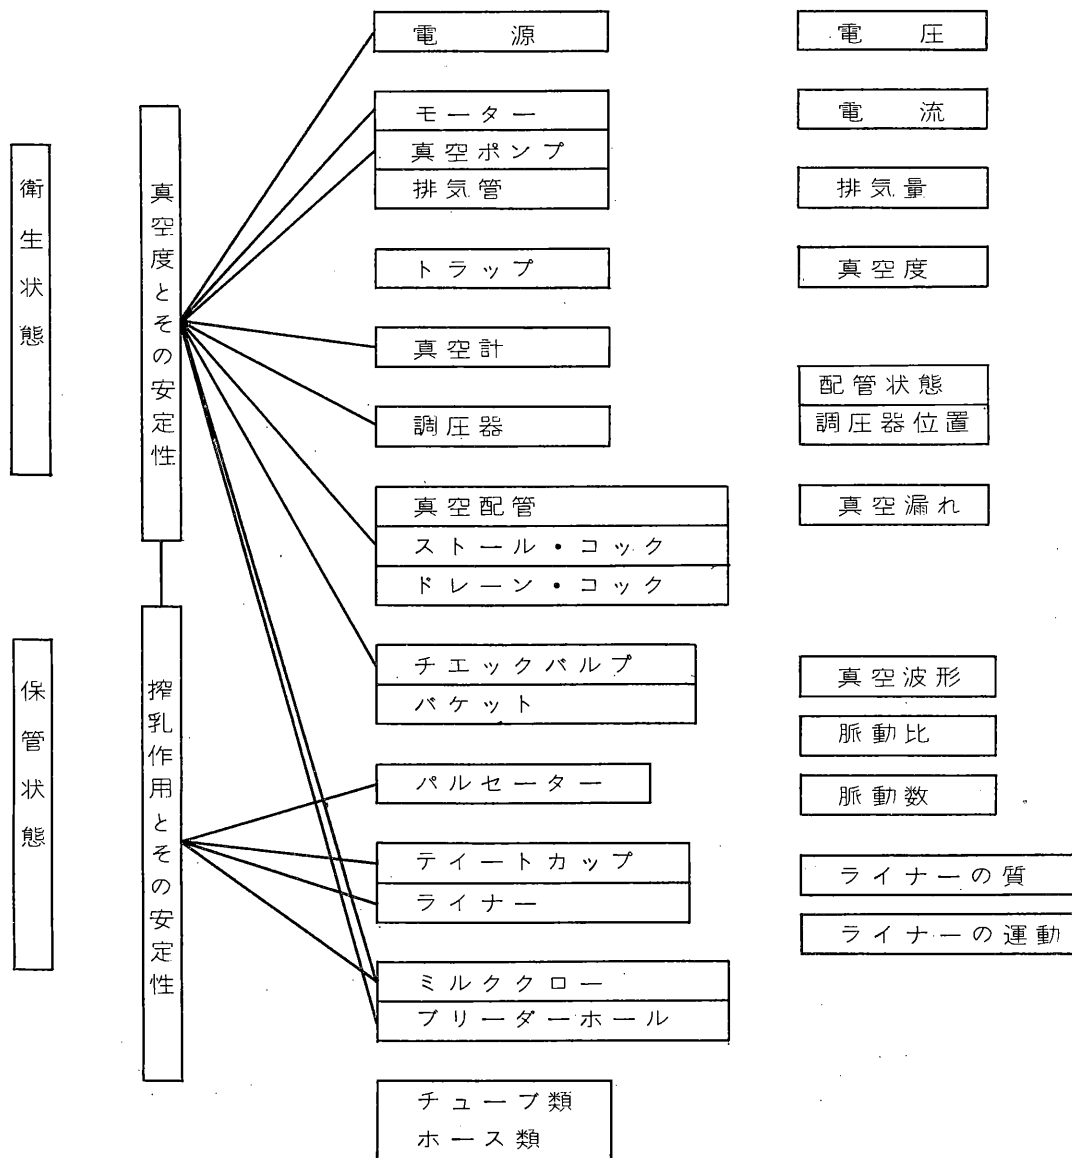 衛生状態
保管状態
真空度とその安定性
搾乳作用とその安定性
電源
モーター
真空ポンプ
排気管
トラップ
真空計
調圧器
真空配管
ストール・コック
ドレーン・コック
チエックバルブ
バケット
パルセーター
テイートカップ
ライナー
ミルククロー
ブリーダーホール
チューブ類
ホース類
電圧
電流
排気量
真空度
配管状態
調圧器位置
真空漏れ
真空波形
脈動比
脈動数
ライナーの質
ライナーの運動